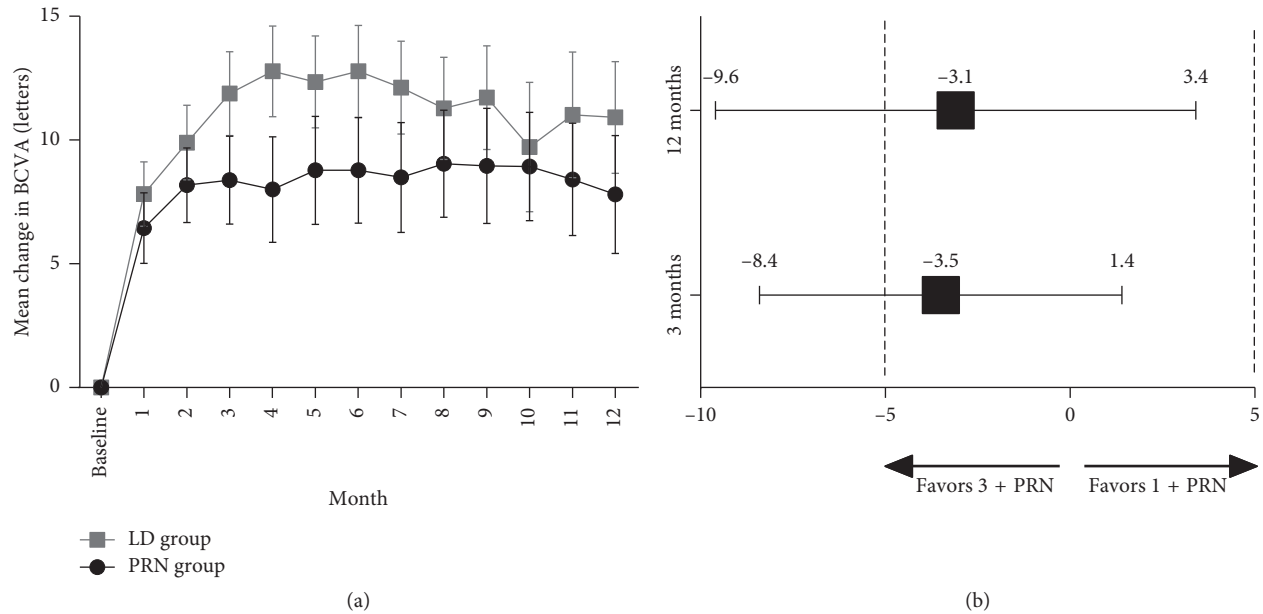 15
10
5
0
Mean change in BCVA (letters)
Baseline
1
2
3
4
5
6
7
8
9
10
11
12
Month
LD group
PRN group
(a)
12 months
–9.6
–3.1
3.4
3 months
–8.4
–3.5
1.4
–10
–5
0
5
Favors 3 + PRN
Favors 1 + PRN
(b)